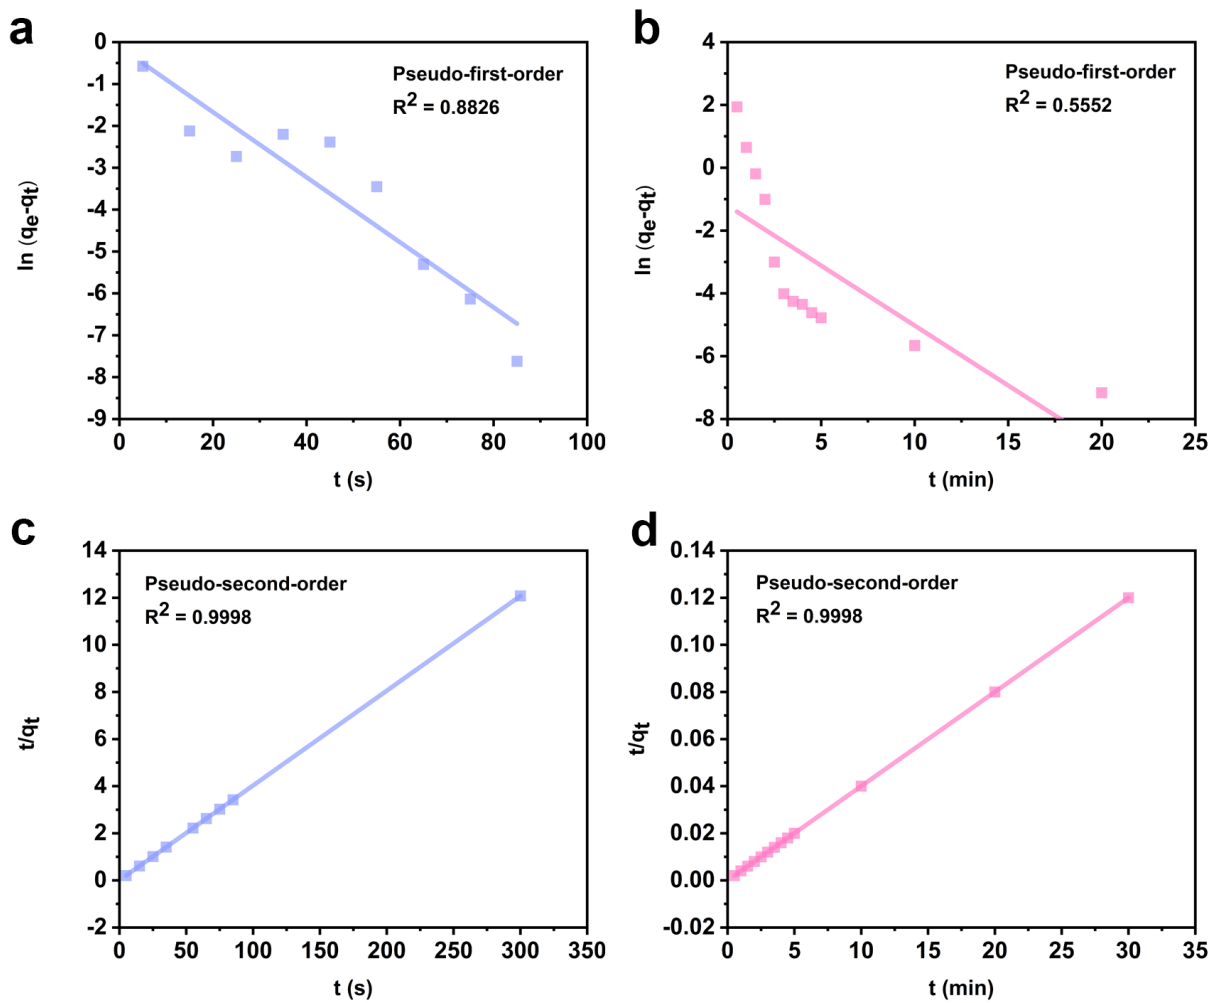 a
Pseudo-first-order
R² = 0.8826
0
-1
-2
-3
-4
-5
-6
-7
-8
-9
ln (qe-qt)
0 20 40 60 80 100
t (s)
b
Pseudo-first-order
R² = 0.5552
4
2
0
-2
-4
-6
-8
ln (qe-qt)
0 5 10 15 20 25
t (min)
c
Pseudo-second-order
R² = 0.9998
14
12
10
8
6
4
2
0
-2
t/qt
0 50 100 150 200 250 300 350
t (s)
d
Pseudo-second-order
R² = 0.9998
0.14
0.12
0.10
0.08
0.06
0.04
0.02
0.00
-0.02
t/qt
0 5 10 15 20 25 30 35
t (min)